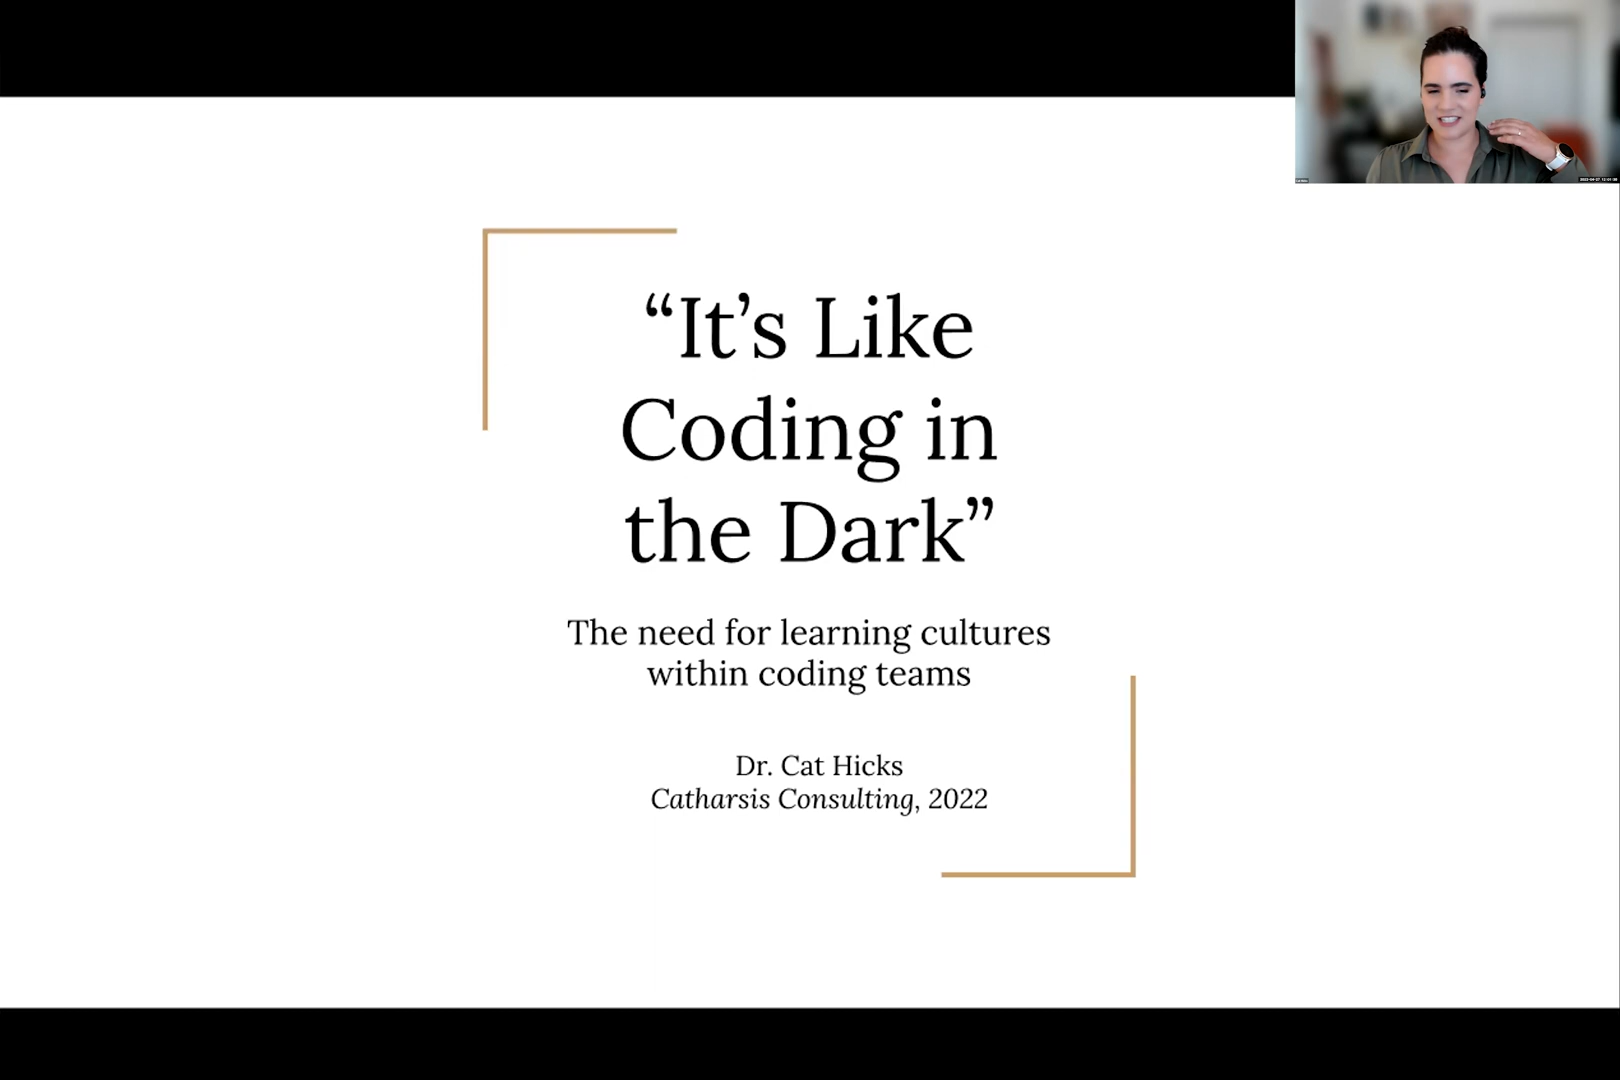 “It’s Like
Coding in
the Dark”
The need for learning cultures
within coding teams
Dr. Cat Hicks
Catharsis Consulting, 2022